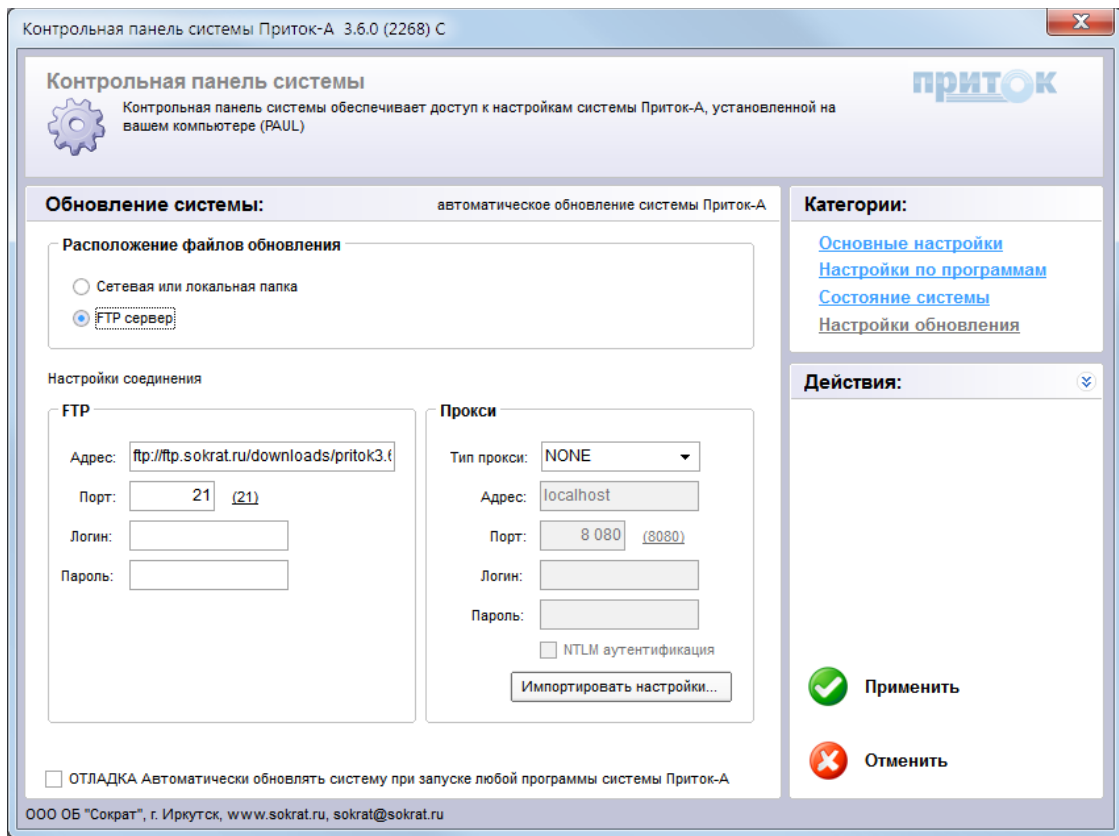 Контрольная панель системы Приток-А 3.6.0 (2268) C
Контрольная панель системы
приток
Контрольная панель системы обеспечивает доступ к настройкам системы Приток-А, установленной на
вашем компьютере (PAUL)
Обновление системы:
автоматическое обновление системы Приток-А
Расположение файлов обновления
Сетевая или локальная папка
FTP сервер
Настройки соединения
FTP
Адрес: ftp://ftp.sokrat.ru/downloads/pritok3.6
Порт: 21 (21)
Логин:
Пароль:
Прокси
Тип прокси: NONE
Адрес: localhost
Порт: 8 080 (8080)
Логин:
Пароль:
NTLM аутентификация
Импортировать настройки...
ОТЛАДКА Автоматически обновлять систему при запуске любой программы системы Приток-А
Категории:
Основные настройки
Настройки по программам
Состояние системы
Настройки обновления
Действия:
Применить
Отменить
ООО ОБ "Сократ", г. Иркутск, www.sokrat.ru, sokrat@sokrat.ru